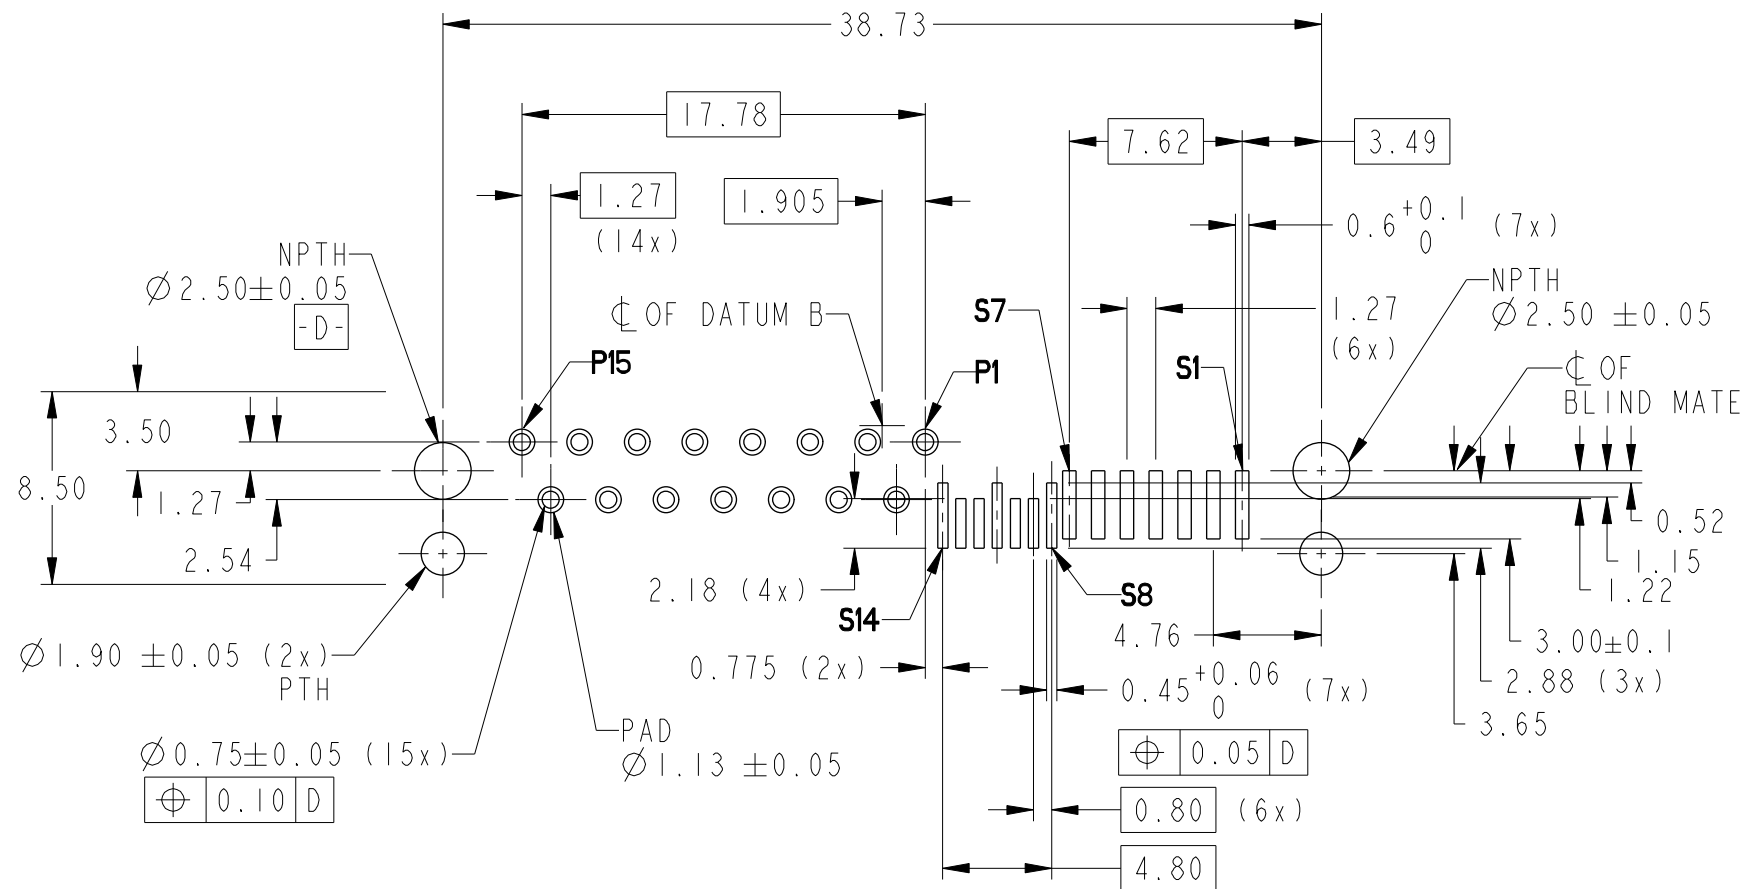 38.73
17.78
7.62
3.49
1.27
(14x)
1.905
0.6 +0.1 0 (7x)
NPTH
Ø2.50±0.05
-D-
℄ OF DATUM B
S7
1.27
(6x)
NPTH
Ø2.50 ±0.05
P15
P1
S1
℄ OF
BLIND MATE
3.50
8.50
1.27
2.54
0.52
1.15
1.22
2.18 (4x)
S14
S8
4.76
3.00±0.1
Ø1.90 ±0.05 (2x)
PTH
0.775 (2x)
0.45 +0.06 0 (7x)
2.88 (3x)
3.65
Ø0.75±0.05 (15x)
⌖ 0.10 D
PAD
Ø1.13 ±0.05
⌖ 0.05 D
0.80 (6x)
4.80